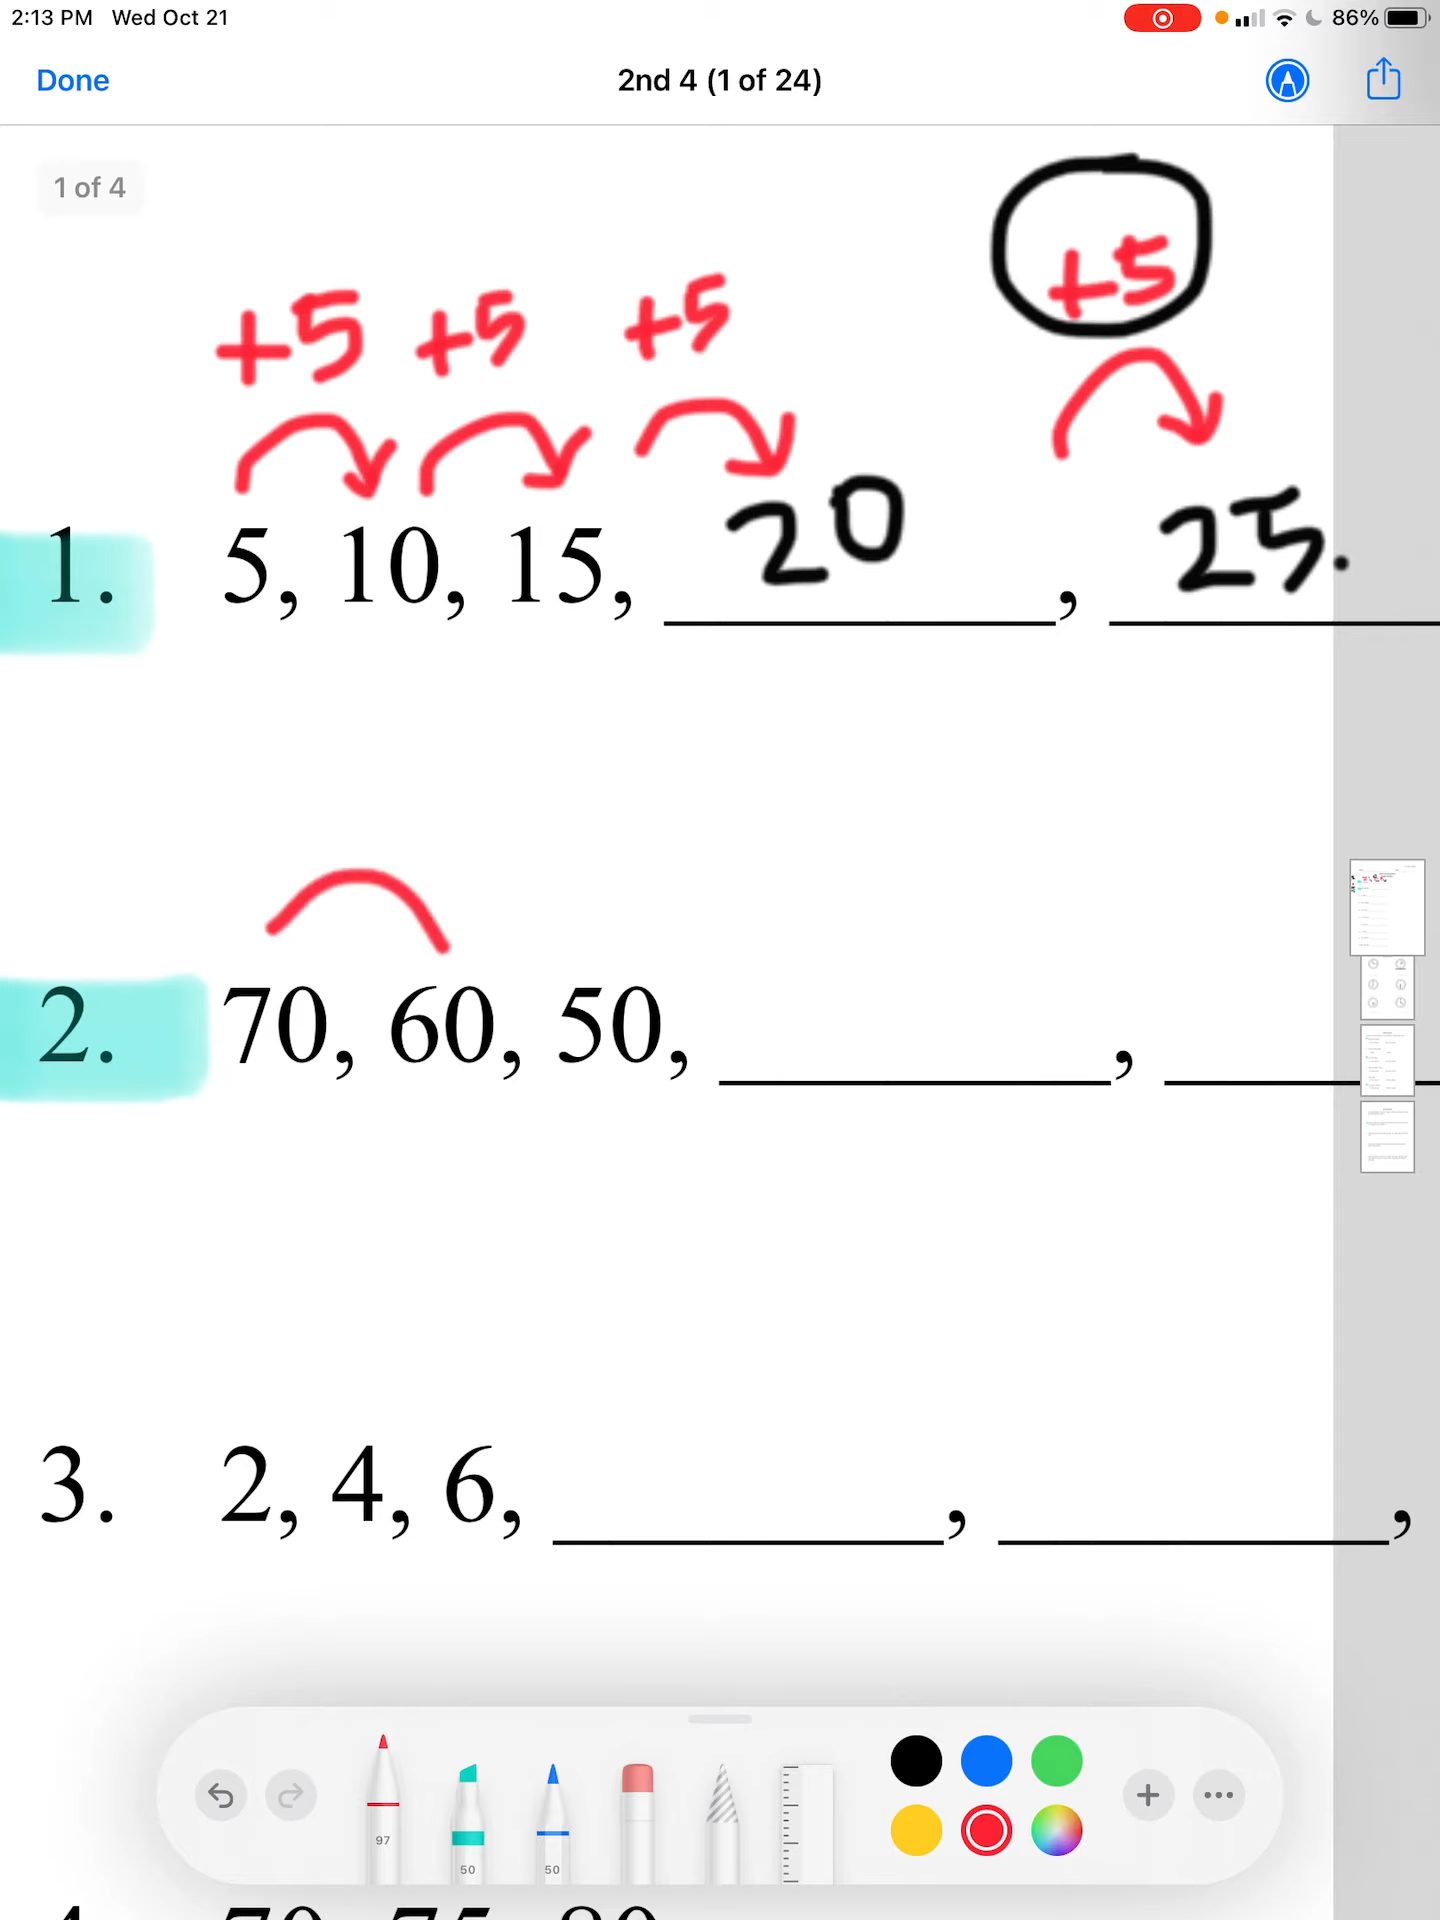 2:13 PM Wed Oct 21 86%
Done 2nd 4 (1 of 24)
1 of 4
+5 +5 +5 +5
1. 5, 10, 15, 20, 25.
2. 70, 60, 50, ,
3. 2, 4, 6, , ,
97 50 50